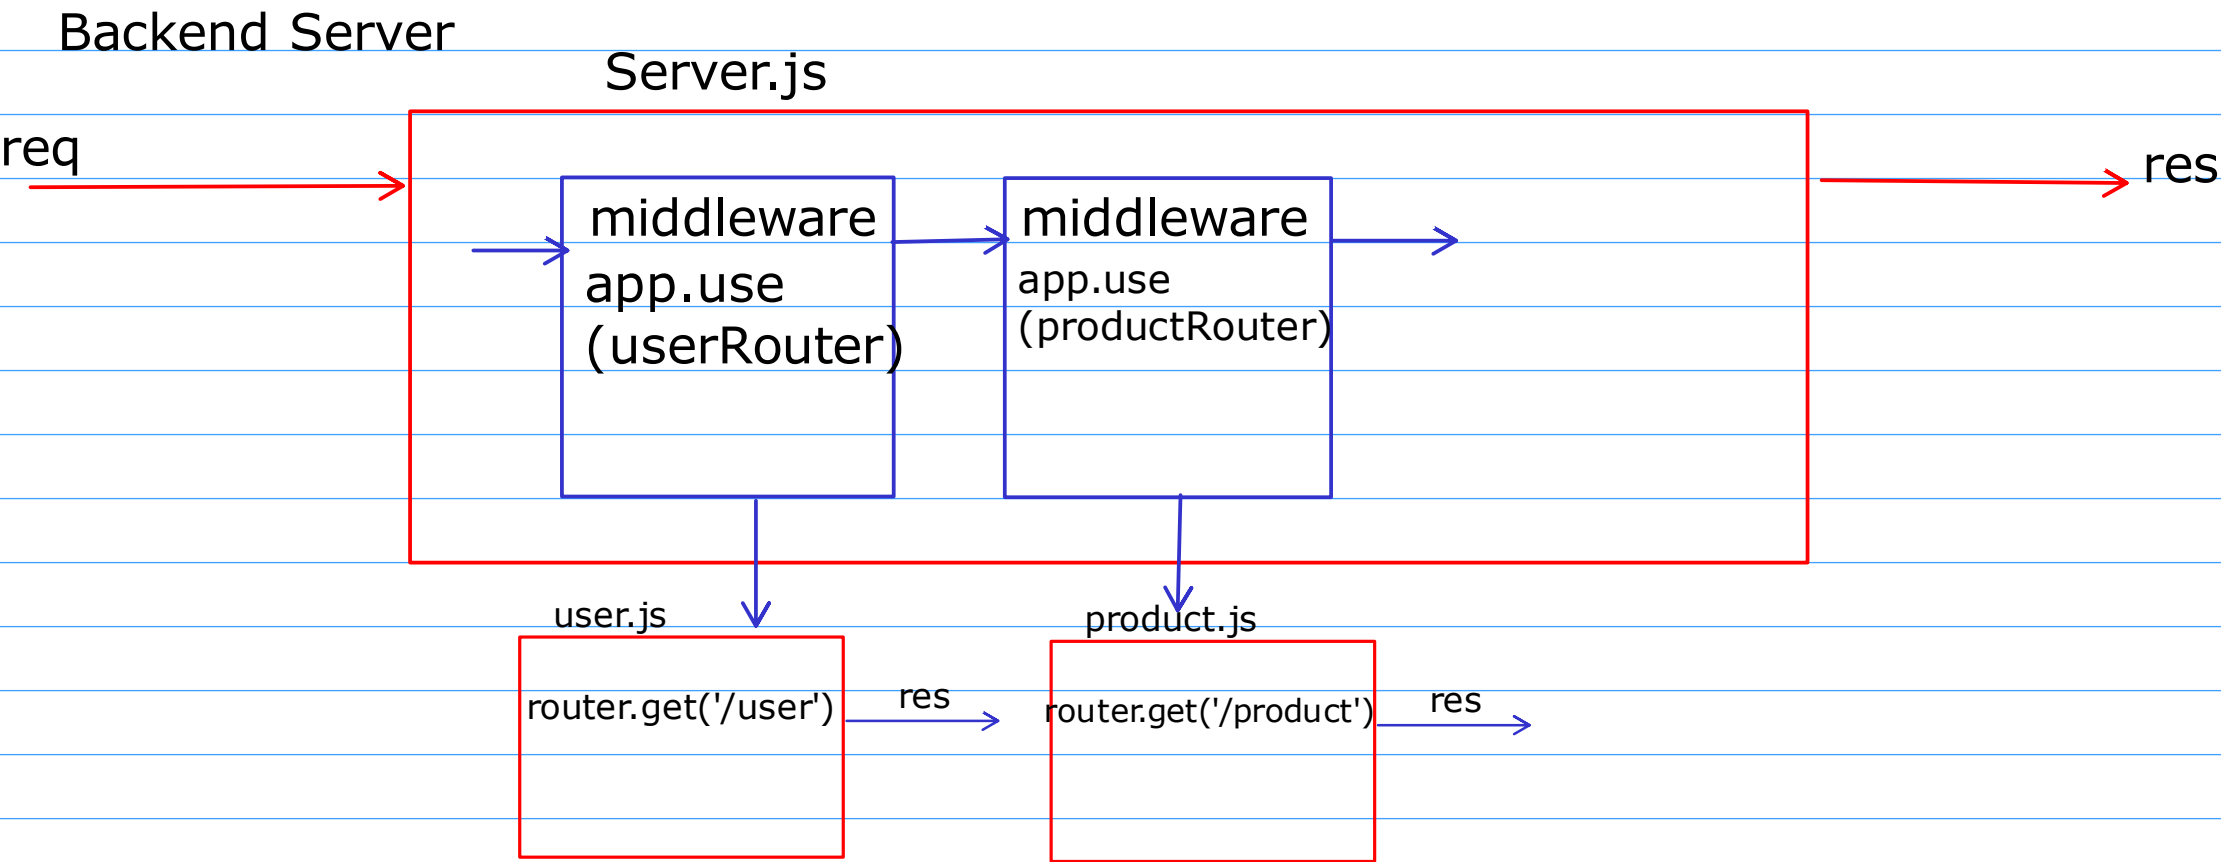 Backend Server
Server.js
req
res
middleware
app.use
(userRouter)
middleware
app.use
(productRouter)
user.js
router.get('/user')
res
product.js
router.get('/product')
res